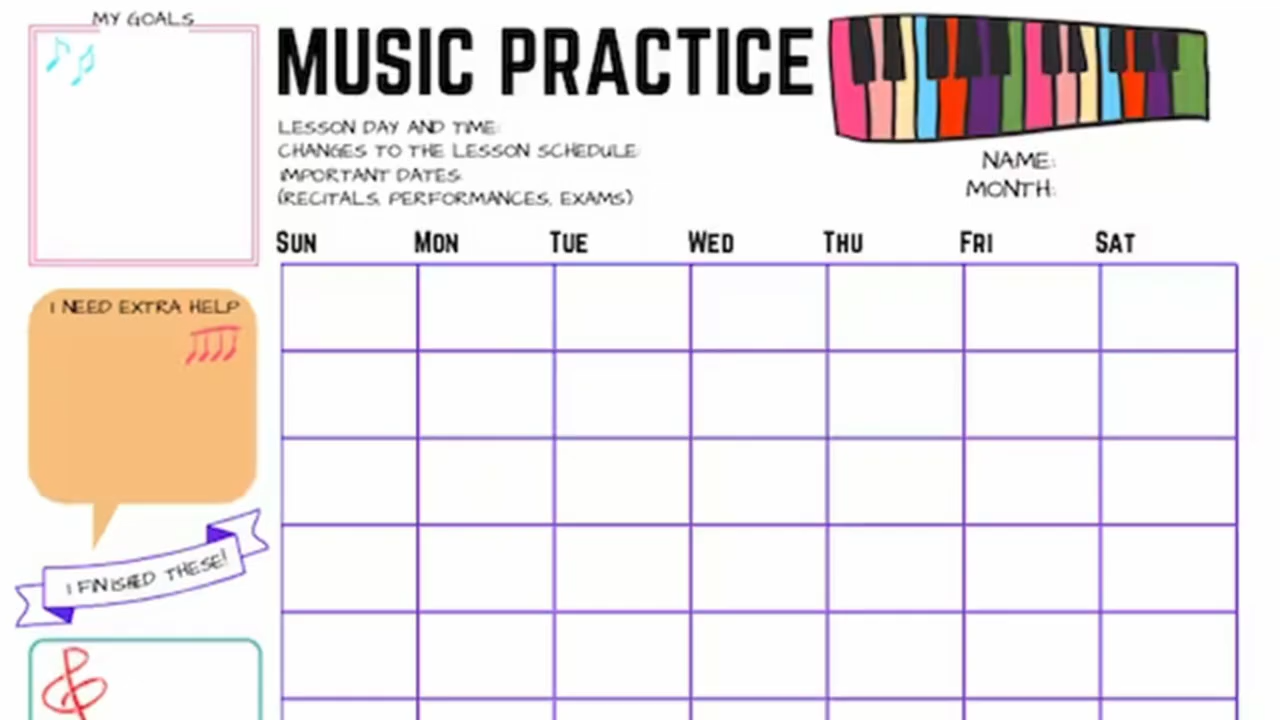 MY GOALS
MUSIC PRACTICE
LESSON DAY AND TIME:
CHANGES TO THE LESSON SCHEDULE:
IMPORTANT DATES:
(RECITALS, PERFORMANCES, EXAMS)
NAME:
MONTH:
SUN MON TUE WED THU FRI SAT
I NEED EXTRA HELP
I FINISHED THESE!